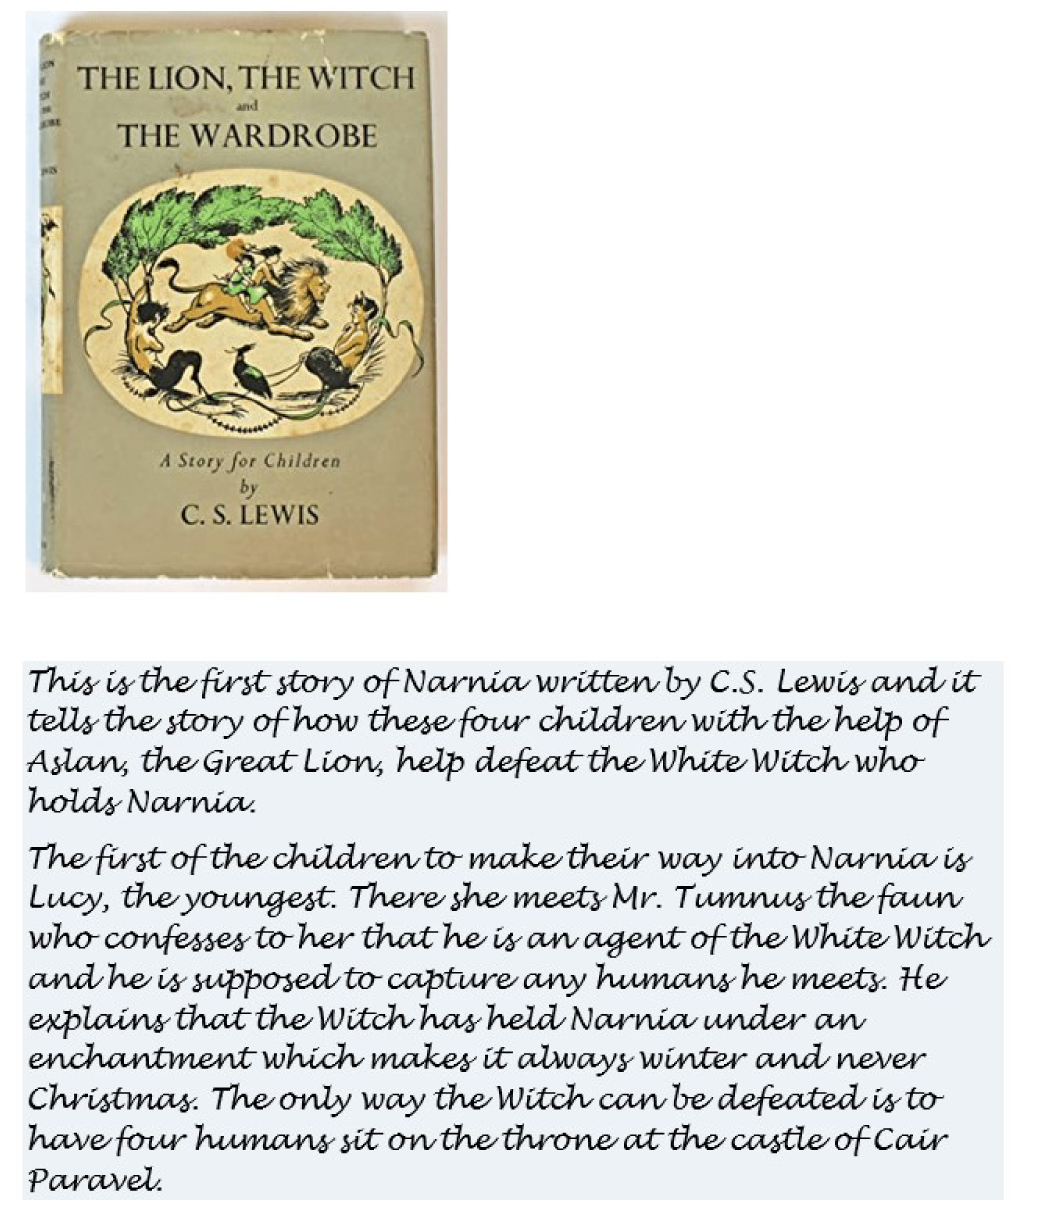 THE LION, THE WITCH
and
THE WARDROBE
A Story for Children
by
C. S. LEWIS
This is the first story of Narnia written by C.S. Lewis and it
tells the story of how these four children with the help of
Aslan, the Great Lion, help defeat the White Witch who
holds Narnia.
The first of the children to make their way into Narnia is
Lucy, the youngest. There she meets Mr. Tumnus the faun
who confesses to her that he is an agent of the White Witch
and he is supposed to capture any humans he meets. He
explains that the Witch has held Narnia under an
enchantment which makes it always winter and never
Christmas. The only way the Witch can be defeated is to
have four humans sit on the throne at the castle of Cair
Paravel.